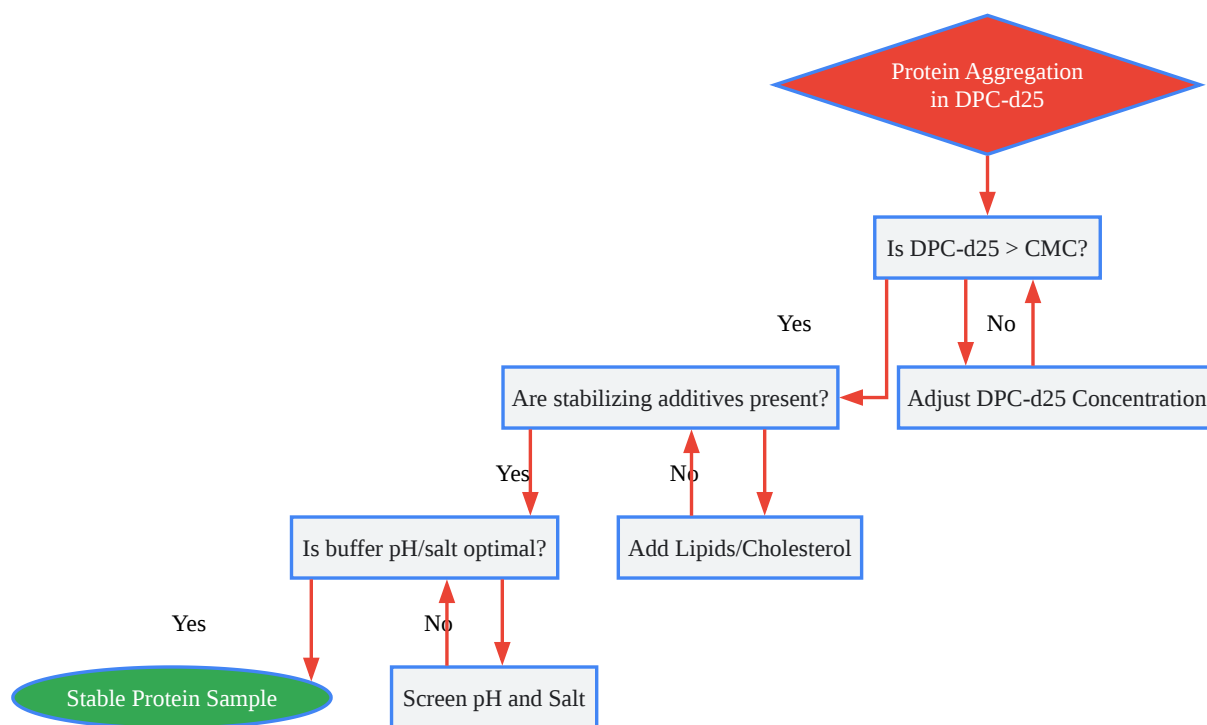 Protein Aggregation
in DPC-d25
Is DPC-d25 > CMC?
Yes
No
Are stabilizing additives present?
Adjust DPC-d25 Concentration
Yes
No
Is buffer pH/salt optimal?
Add Lipids/Cholesterol
Yes
No
Stable Protein Sample
Screen pH and Salt